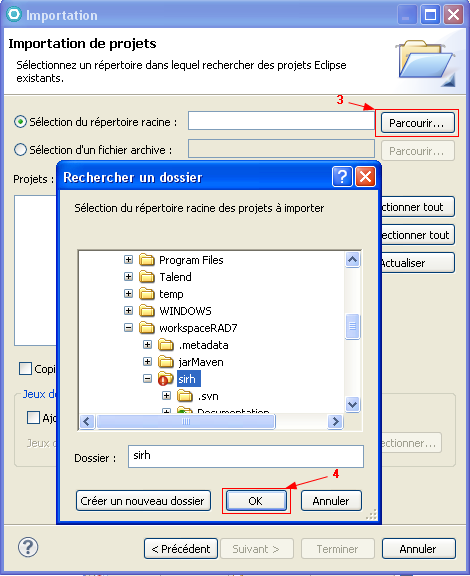 Importation
Importation de projets
Sélectionnez un répertoire dans lequel rechercher des projets Eclipse
existants.
3
Sélection du répertoire racine :
Parcourir...
Sélection d'un fichier archive :
Parcourir...
Projets :
Rechercher un dossier
Sélection du répertoire racine des projets à importer
ctionner tout
lectionner tout
Actualiser
Program Files
Talend
temp
WINDOWS
workspaceRAD7
.metadata
jarMaven
sirh
.svn
Documentation
Copi
Jeux de
Ajo
Jeux d
ectionner...
Dossier :
sirh
4
Créer un nouveau dossier
OK
Annuler
?
< Précédent
Suivant >
Terminer
Annuler